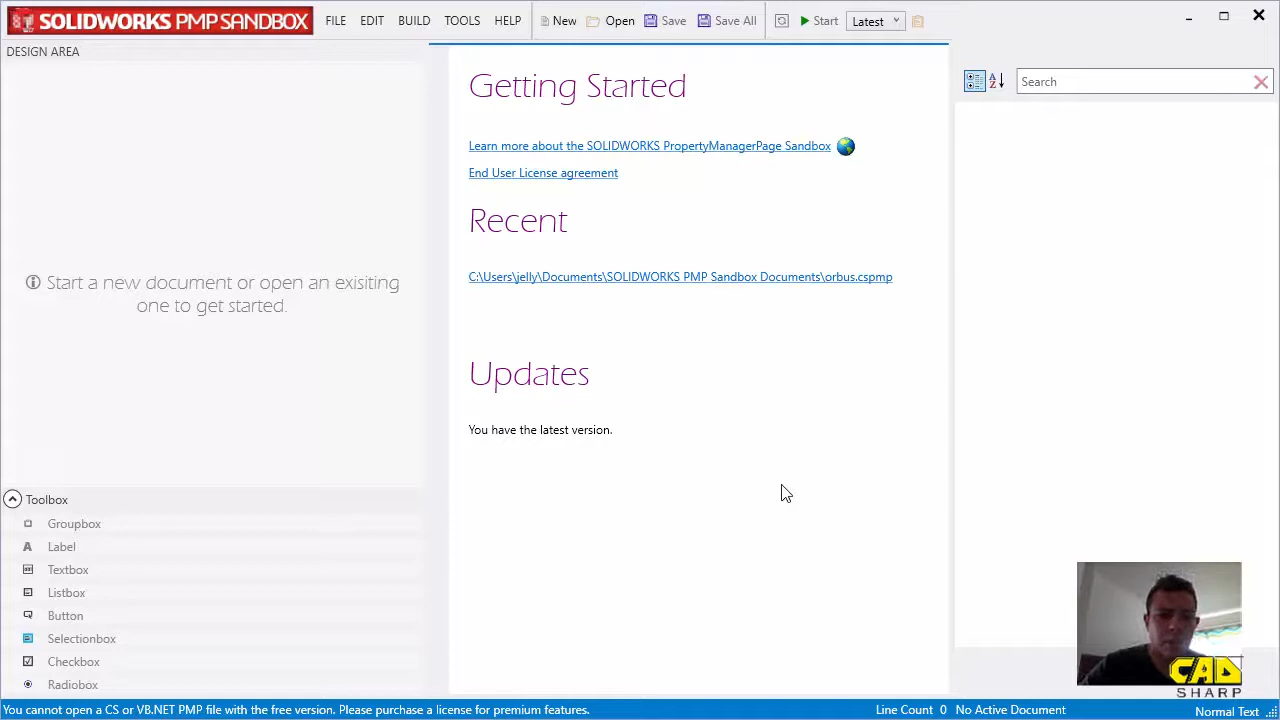 SOLIDWORKS PMP SANDBOX FILE EDIT BUILD TOOLS HELP New Open Save Save All Start Latest
DESIGN AREA
Getting Started
Search
Learn more about the SOLIDWORKS PropertyManagerPage Sandbox
End User License agreement
Recent
C:\Users\jelly\Documents\SOLIDWORKS PMP Sandbox Documents\orbus.cspmp
Start a new document or open an exisiting
one to get started.
Updates
You have the latest version.
Toolbox
Groupbox
Label
Textbox
Listbox
Button
Selectionbox
Checkbox
Radiobox
CAD
SHARP
You cannot open a CS or VB.NET PMP file with the free version. Please purchase a license for premium features. Line Count 0 No Active Document Normal Text